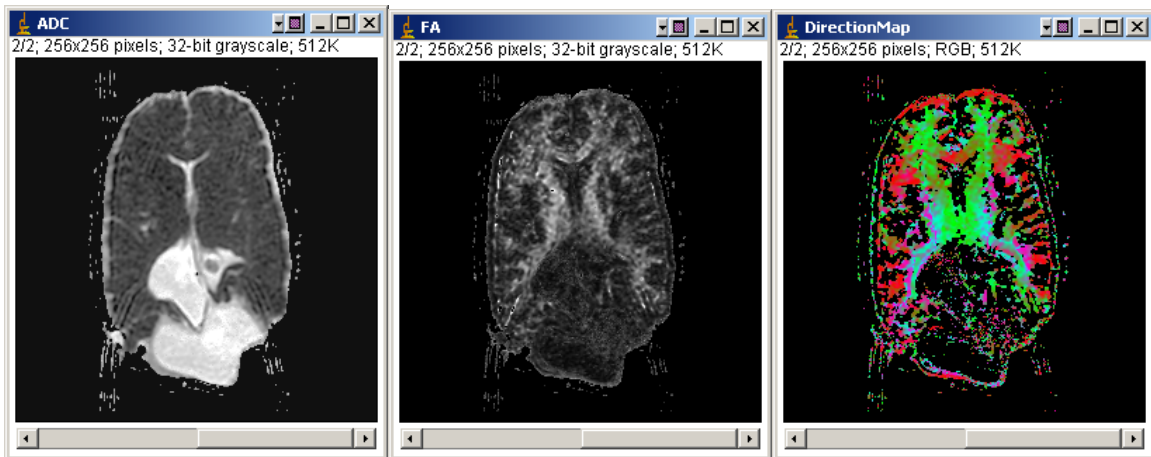 ADC
2/2; 256x256 pixels; 32-bit grayscale; 512K
FA
2/2; 256x256 pixels; 32-bit grayscale; 512K
DirectionMap
2/2; 256x256 pixels; RGB; 512K